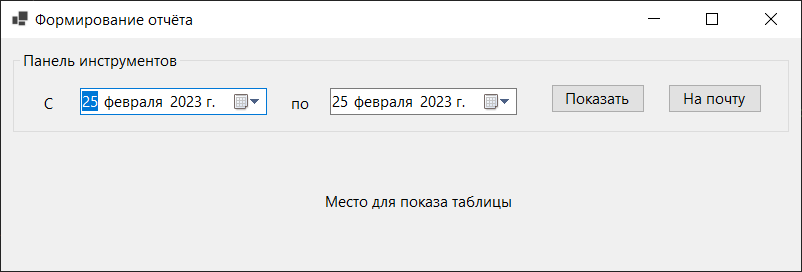 Формирование отчёта
Панель инструментов
С 25 февраля 2023 г. по 25 февраля 2023 г. Показать На почту
Место для показа таблицы